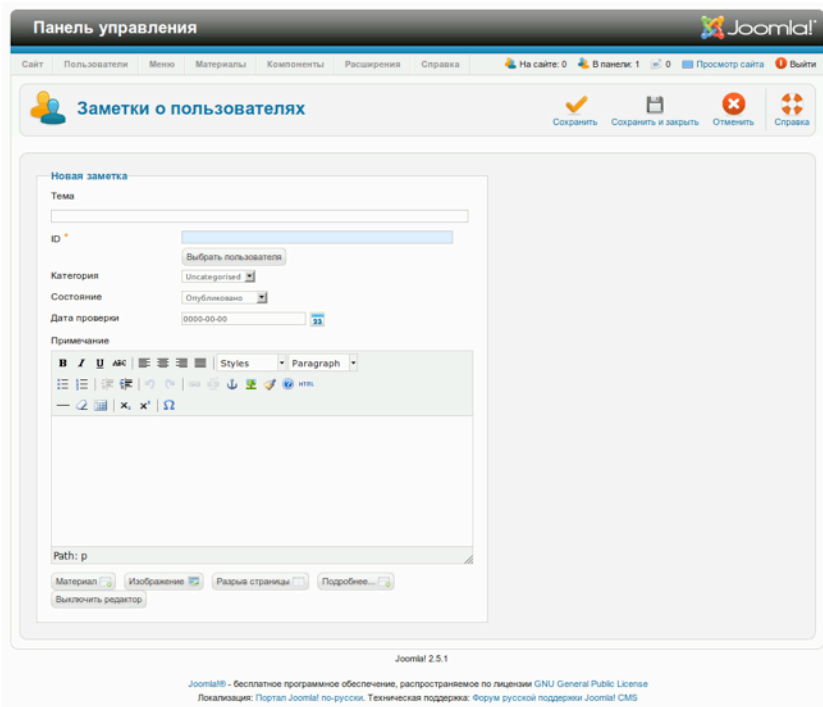 Панель управления
Joomla!
Сайт Пользователи Меню Материалы Компоненты Расширения Справка На сайте: 0 В панели: 1 0 Просмотр сайта Выйти
Заметки о пользователях
Сохранить Сохранить и закрыть Отменить Справка
Новая заметка
Тема
ID *
Выбрать пользователя
Категория Uncategorised
Состояние Опубликовано
Дата проверки 0000-00-00 23
Примечание
B I U ABC Styles Paragraph
HTML
x, x² Ω
Path: p
Материал Изображение Разрыв страницы Подробнее...
Выключить редактор
Joomla! 2.5.1
Joomla!® - бесплатное программное обеспечение, распространяемое по лицензии GNU General Public License
Локализация: Портал Joomla! по-русски. Техническая поддержка: Форум русской поддержки Joomla! CMS